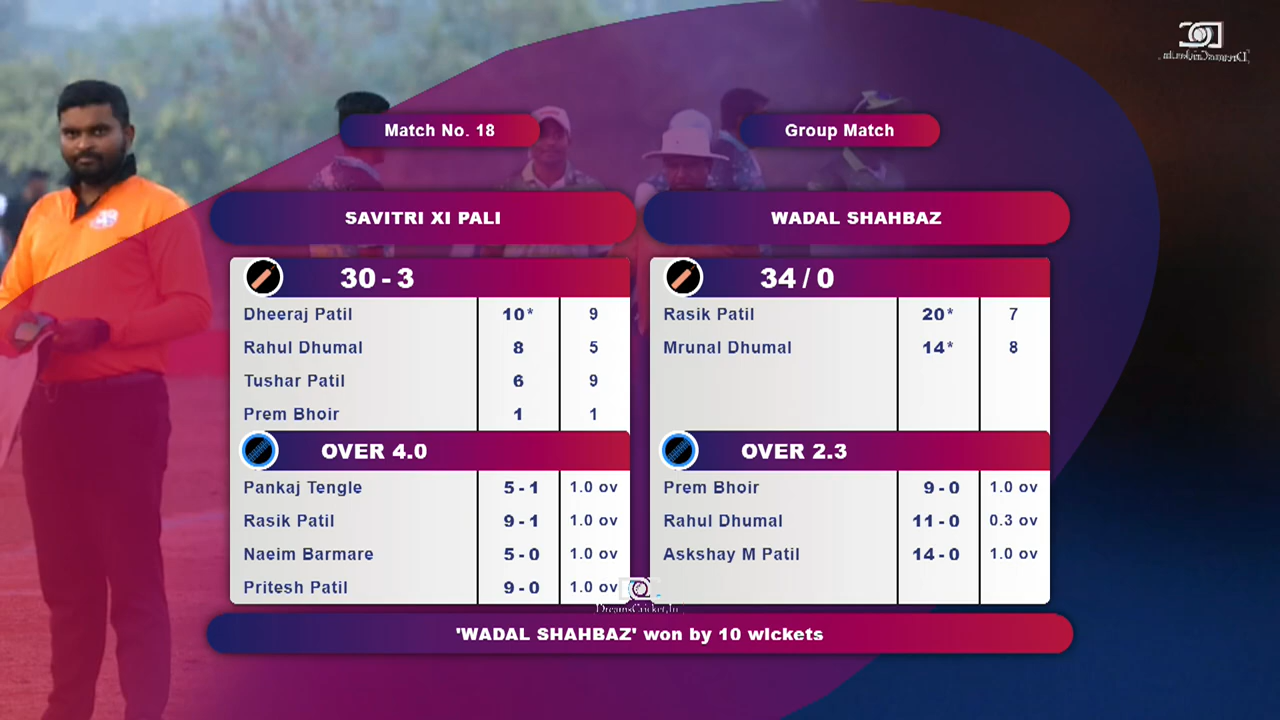 Match No. 18
Group Match
SAVITRI XI PALI
WADAL SHAHBAZ
30 - 3
Dheeraj Patil 10* 9
Rahul Dhumal 8 5
Tushar Patil 6 9
Prem Bhoir 1 1
OVER 4.0
Pankaj Tengle 5 - 1 1.0 ov
Rasik Patil 9 - 1 1.0 ov
Naeim Barmare 5 - 0 1.0 ov
Pritesh Patil 9 - 0 1.0 ov
34 / 0
Rasik Patil 20* 7
Mrunal Dhumal 14* 8
OVER 2.3
Prem Bhoir 9 - 0 1.0 ov
Rahul Dhumal 11 - 0 0.3 ov
Askshay M Patil 14 - 0 1.0 ov
DreamsCricket.In
'WADAL SHAHBAZ' won by 10 wIckets